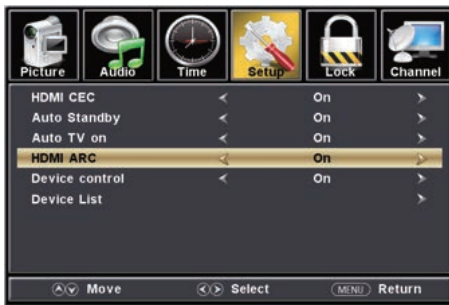 Picture Audio Time Setup Lock Channel
HDMI CEC On
Auto Standby On
Auto TV on On
HDMI ARC On
Device control On
Device List
Move Select MENU Return